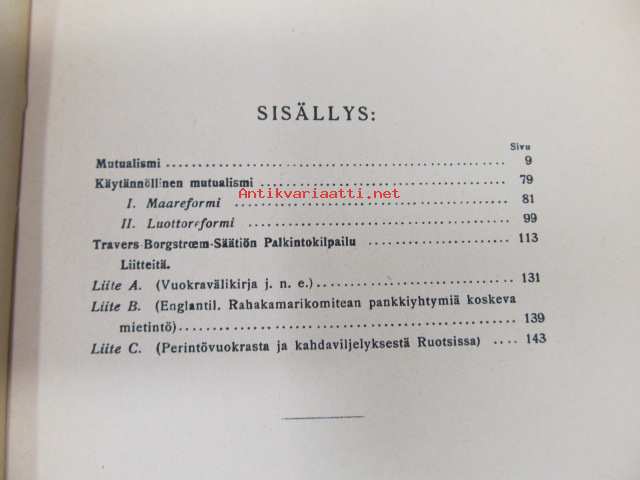 SISÄLLYS:
Sivu
Mutualismi 9
Käytännöllinen mutualismi 79
Antikvariaatti.net
I. Maareformi 81
II. Luottoreformi 99
Travers-Borgstrœm-Säätiön Palkintokilpailu 113
Liitteitä.
Liite A. (Vuokravälikirja j. n. e.) 131
Liite B. (Englantil. Rahakamarikomitean pankkiyhtymiä koskeva
mietintö) 139
Liite C. (Perintövuokrasta ja kahdaviljelyksestä Ruotsissa) 143